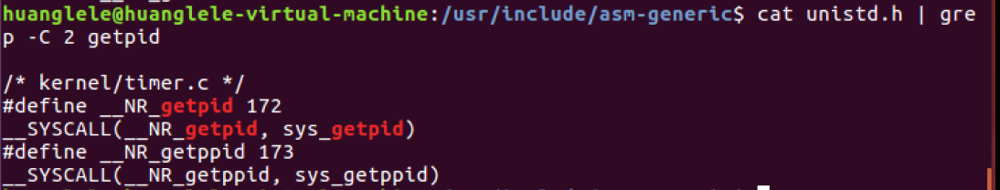 huanglele@huanglele-virtual-machine:/usr/include/asm-generic$ cat unistd.h | gre
p -C 2 getpid
/* kernel/timer.c */
#define __NR_getpid 172
__SYSCALL(__NR_getpid, sys_getpid)
#define __NR_getppid 173
__SYSCALL(__NR_getppid, sys_getppid)